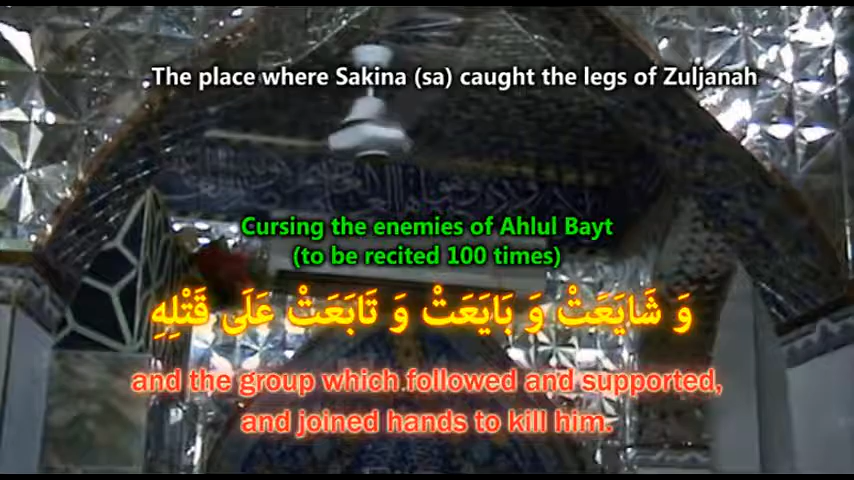 The place where Sakina (sa) caught the legs of Zuljanah
Cursing the enemies of Ahlul Bayt
(to be recited 100 times)
وَ شَايَعَتْ وَ بَايَعَتْ وَ تَابَعَتْ عَلَى قَتْلِهِ
and the group which followed and supported,
and joined hands to kill him.